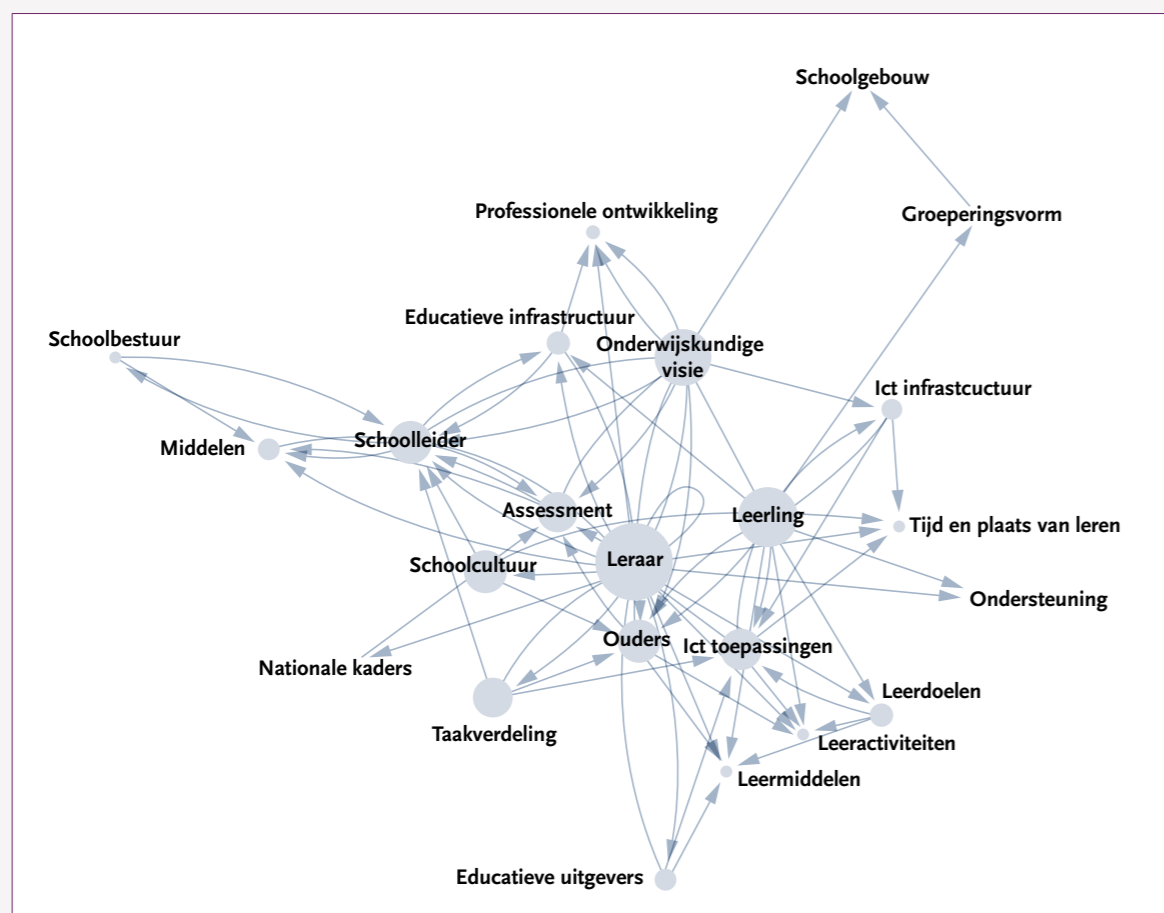 Schoolgebouw
Professionele ontwikkeling
Groeperingsvorm
Educatieve infrastructuur
Schoolbestuur
Onderwijskundige
visie
Ict infrastcuctuur
Middelen
Schoolleider
Assessment
Leerling
Tijd en plaats van leren
Schoolcultuur
Leraar
Ondersteuning
Ouders
Ict toepassingen
Nationale kaders
Leerdoelen
Taakverdeling
Leeractiviteiten
Leermiddelen
Educatieve uitgevers